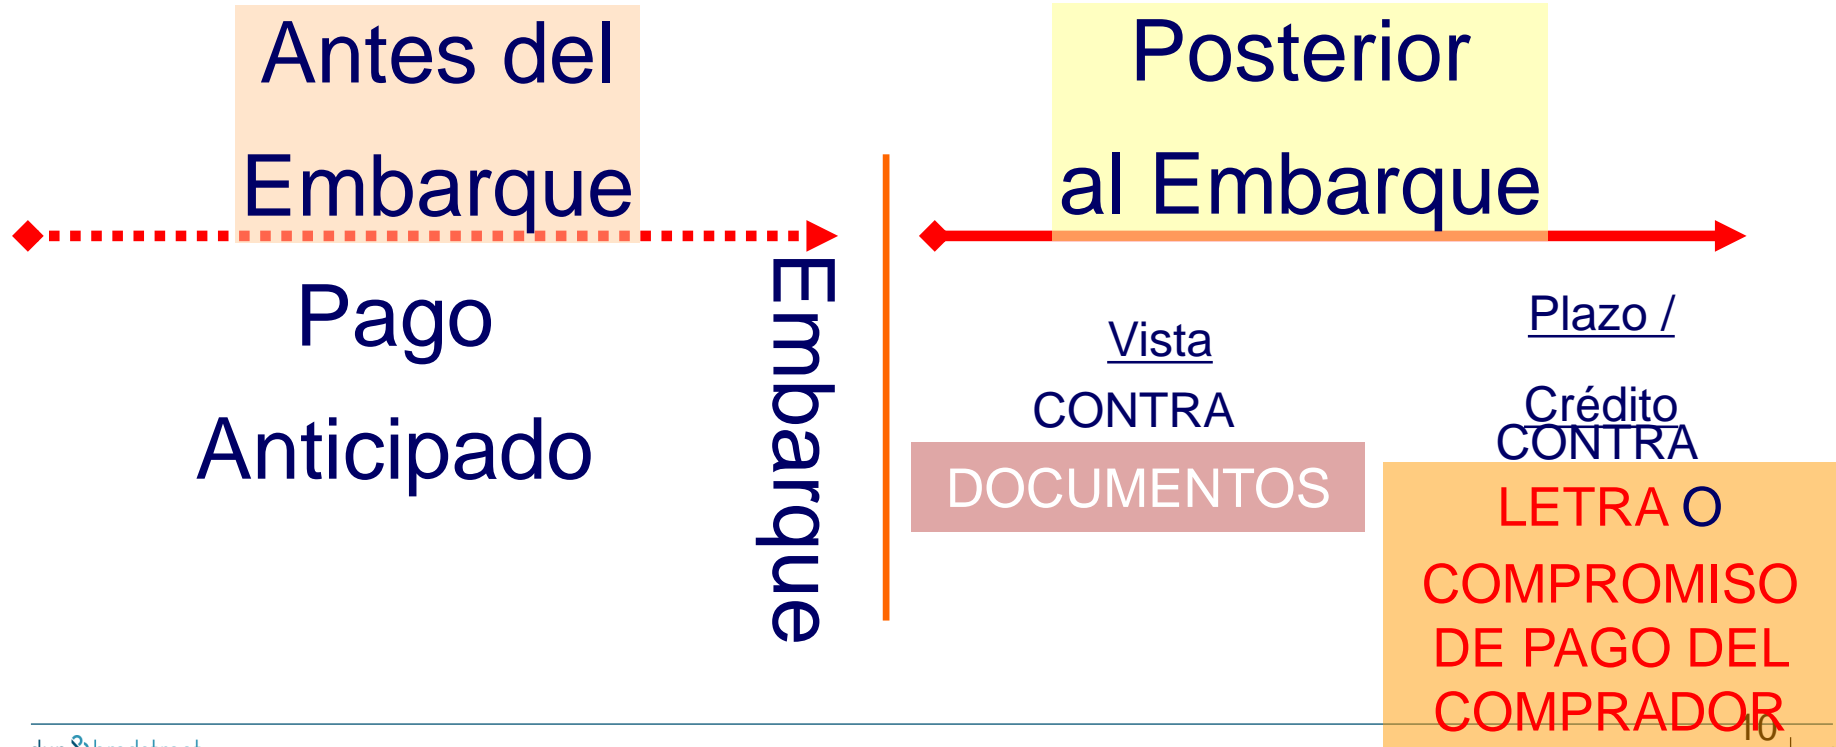 Antes del
Embarque
Pago
Anticipado
Embarque
Posterior
al Embarque
Vista
CONTRA
DOCUMENTOS
Plazo /
Crédito
CONTRA
LETRA O
COMPROMISO
DE PAGO DEL
COMPRADOR
10